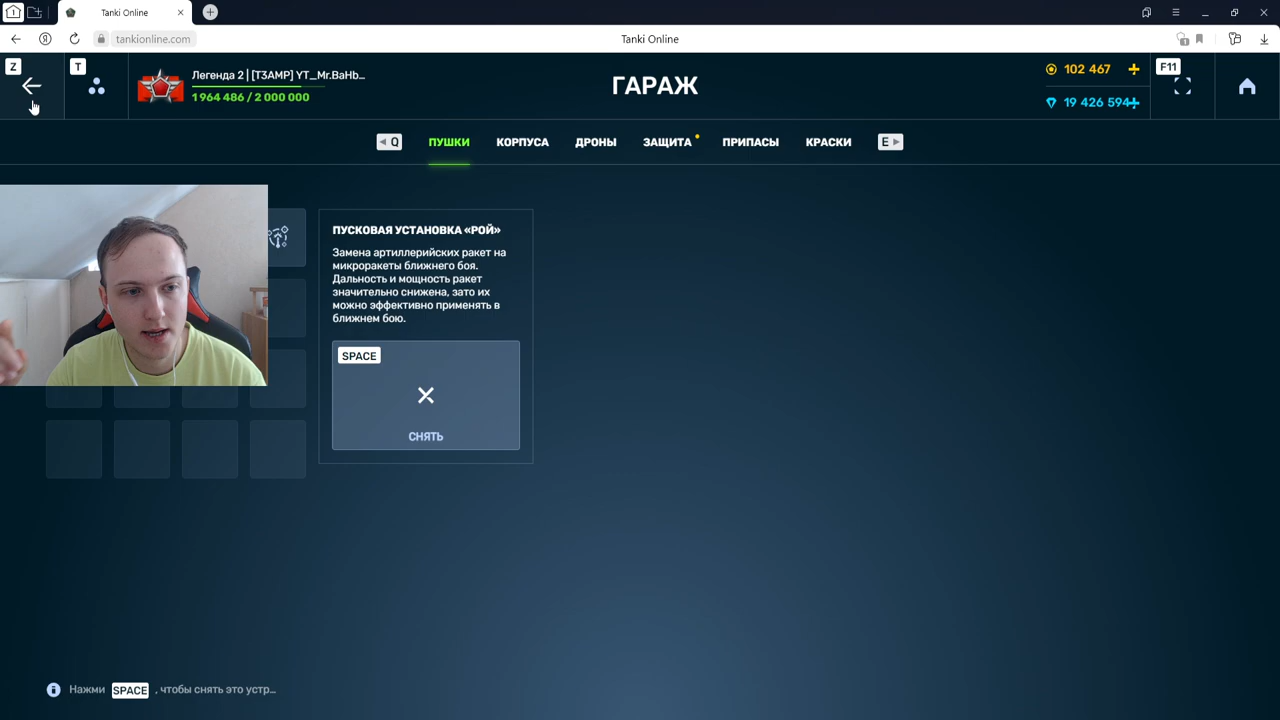 Tanki Online
tankionline.com
Tanki Online
Z
T
Легенда 2 | [T3AMP] YT_Mr.BaHb...
1 964 486 / 2 000 000
ГАРАЖ
102 467
19 426 594
F11
Q
ПУШКИ
КОРПУСА
ДРОНЫ
ЗАЩИТА
ПРИПАСЫ
КРАСКИ
E
ПУСКОВАЯ УСТАНОВКА «РОЙ»
Замена артиллерийских ракет на
микроракеты ближнего боя.
Дальность и мощность ракет
значительно снижена, зато их
можно эффективно применять в
ближнем бою.
SPACE
СНЯТЬ
Нажми SPACE , чтобы снять это устр...